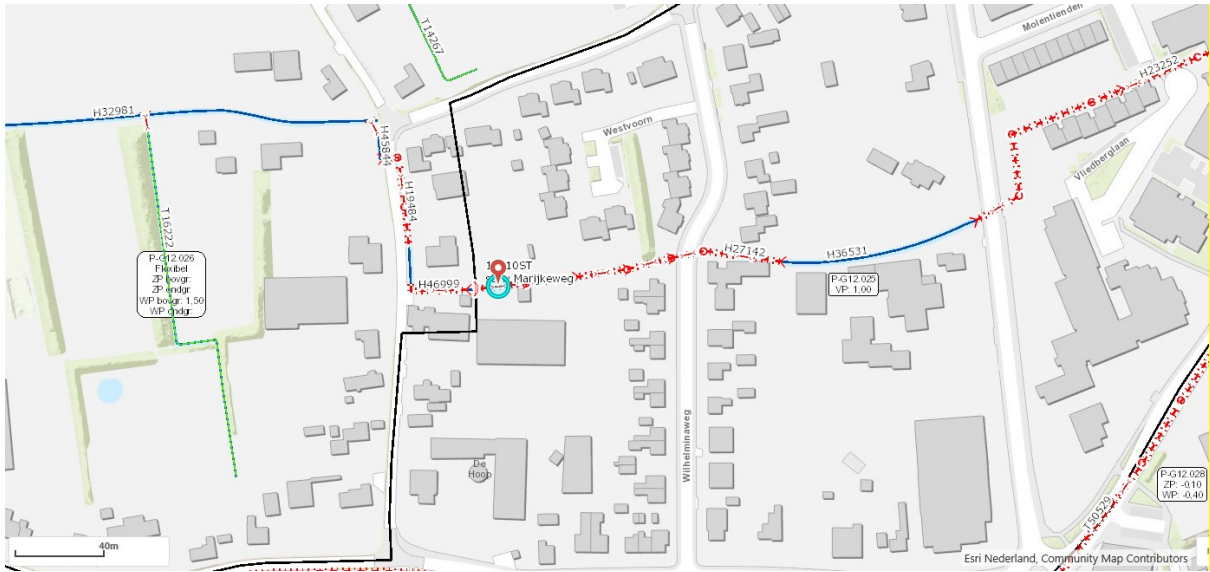 Molentienden
T14267
H23252
H32981
Westvoorn
H45844
Vliedberglaan
H19484
T16222
P-G12.026
Flexibel
ZP bovgr:
ZP ondgr:
WP bovgr: 1,50
WP ondgr:
H27142
H36531
H46999
Marijkeweg
P-G12.025
VP: 1,00
Wilhelminaweg
De
Hoop
P-G12.028
ZP: -0,10
WP: -0,40
T50529
40m
Esri Nederland, Community Map Contributors